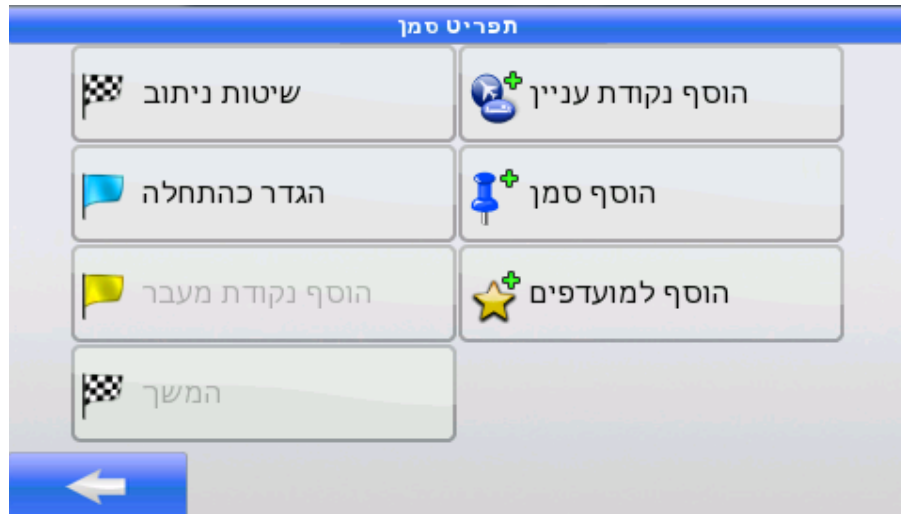 תפריט סמן
שיטות ניתוב
הוסף נקודת עניין
הגדר כהתחלה
הוסף סמן
הוסף נקודת מעבר
הוסף למועדפים
המשך